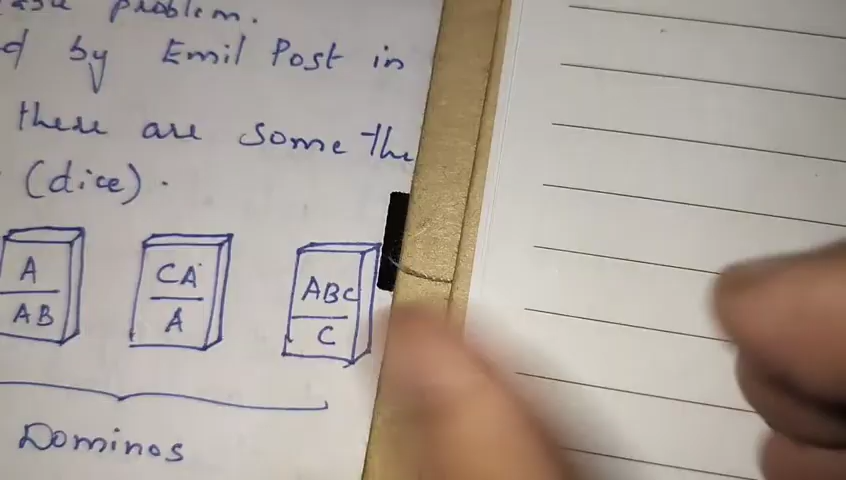 problem.
by Emil Post in
there are some the
(dice).
A CA ABC
AB A C
Dominos